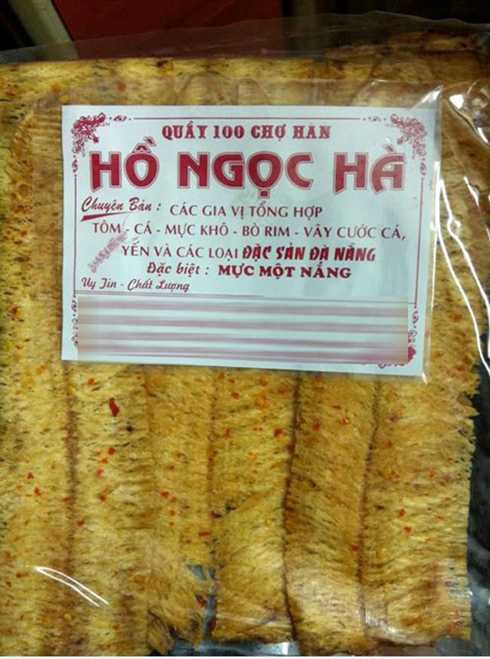 QUẦY 100 CHỢ HÀN
HỒ NGỌC HÀ
Chuyên Bán : CÁC GIA VỊ TỔNG HỢP
TÔM - CÁ - MỰC KHÔ - BÒ RIM - VÂY CƯỚC CÁ,
YẾN VÀ CÁC LOẠI ĐẶC SẢN ĐÀ NẴNG
Đặc biệt : MỰC MỘT NẮNG
Uy Tín - Chất Lượng